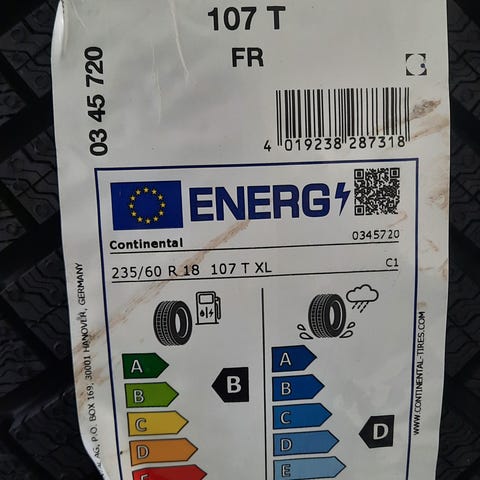 107 T
FR
03 45 720
4 019238 287318
ENERG
Continental
0345720
235/60 R 18 107 T XL
C1
A
B
C
D
E
B
A
B
C
D
E
D
AG, P.O. BOX 169, 30001 HANOVER, GERMANY
WWW.CONTINENTAL-TIRES.COM